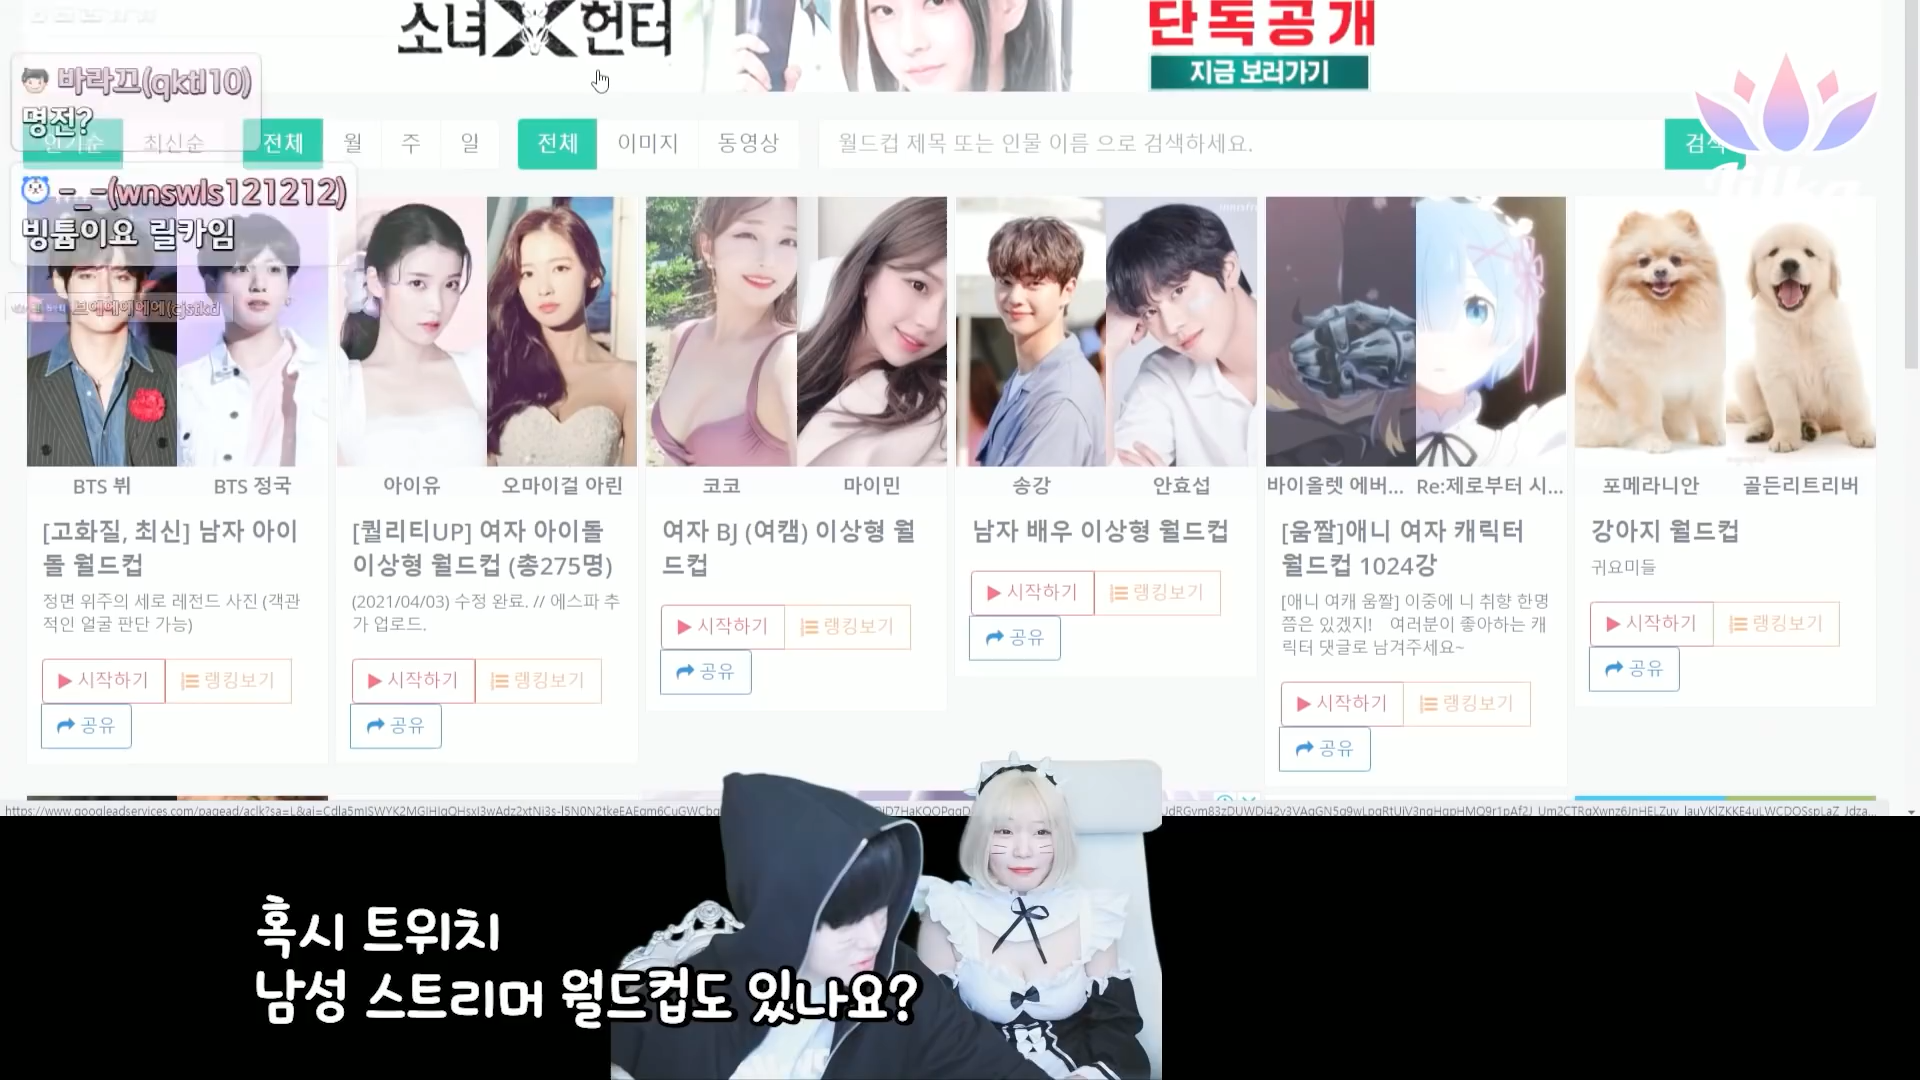 소녀X헌터
단독공개
지금 보러가기
바라끄(qktl10)
명전?
인기순
최신순
전체
월
주
일
전체
이미지
동영상
월드컵 제목 또는 인물 이름 으로 검색하세요.
검색
Lilka
-_-(wnswls121212)
빙튬이요 릴카임
브에에에에에(cjstkd
BTS 뷔
BTS 정국
[고화질, 최신] 남자 아이
돌 월드컵
정면 위주의 세로 레전드 사진 (객관
적인 얼굴 판단 가능)
시작하기
랭킹보기
공유
아이유
오마이걸 아린
[퀄리티UP] 여자 아이돌
이상형 월드컵 (총275명)
(2021/04/03) 수정 완료. // 에스파 추
가 업로드.
시작하기
랭킹보기
공유
코코
마이민
여자 BJ (여캠) 이상형 월
드컵
시작하기
랭킹보기
공유
송강
안효섭
남자 배우 이상형 월드컵
시작하기
랭킹보기
공유
바이올렛 에버...
Re:제로부터 시...
[움짤]애니 여자 캐릭터
월드컵 1024강
[애니 여캐 움짤] 이중에 니 취향 한명
쯤은 있겠지! 여러분이 좋아하는 캐
릭터 댓글로 남겨주세요~
시작하기
랭킹보기
공유
포메라니안
골든리트리버
강아지 월드컵
귀요미들
시작하기
랭킹보기
공유
혹시 트위치
남성 스트리머 월드컵도 있나요?